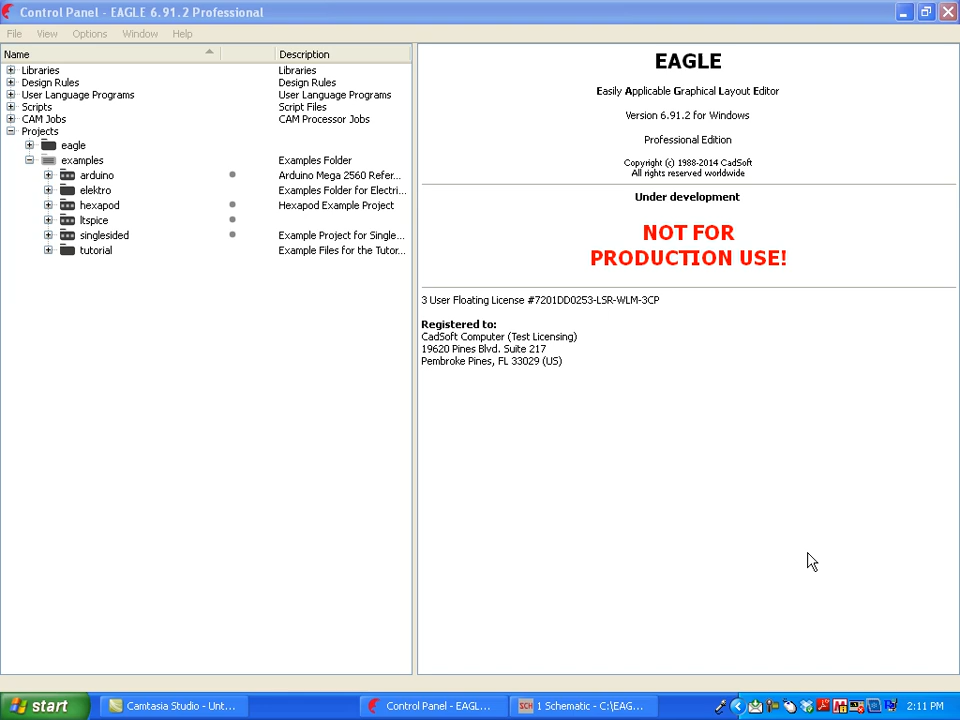 Control Panel - EAGLE 6.91.2 Professional
File View Options Window Help
Name Description
Libraries Libraries
Design Rules Design Rules
User Language Programs User Language Programs
Scripts Script Files
CAM Jobs CAM Processor Jobs
Projects
eagle
examples Examples Folder
arduino Arduino Mega 2560 Refer...
elektro Examples Folder for Electri...
hexapod Hexapod Example Project
ltspice
singlesided Example Project for Single...
tutorial Example Files for the Tutor...
EAGLE
Easily Applicable Graphical Layout Editor
Version 6.91.2 for Windows
Professional Edition
Copyright (c) 1988-2014 CadSoft
All rights reserved worldwide
Under development
NOT FOR
PRODUCTION USE!
3 User Floating License #7201DD0253-LSR-WLM-3CP
Registered to:
CadSoft Computer (Test Licensing)
19620 Pines Blvd. Suite 217
Pembroke Pines, FL 33029 (US)
start Camtasia Studio - Unt... Control Panel - EAGL... SCH 1 Schematic - C:\EAG... 2:11 PM